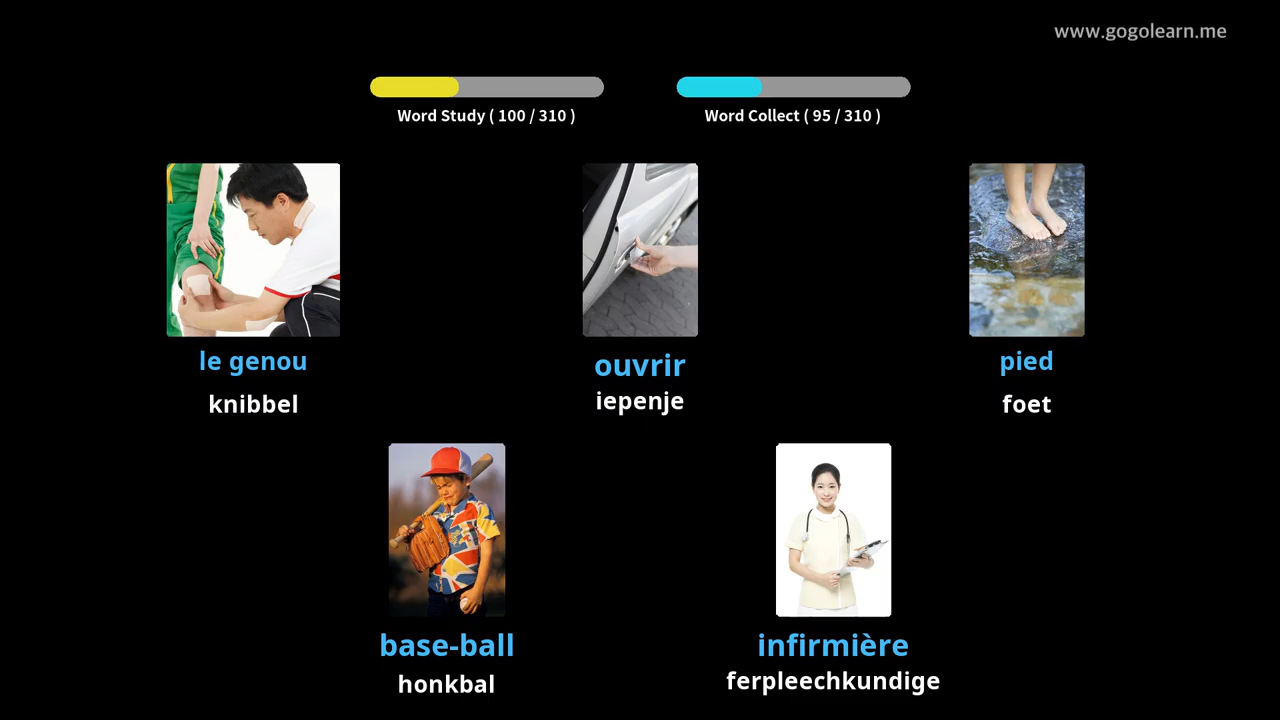 www.gogolearn.me
Word Study ( 100 / 310 )
Word Collect ( 95 / 310 )
le genou
knibbel
ouvrir
iepenje
pied
foet
base-ball
honkbal
infirmière
ferpleechkundige